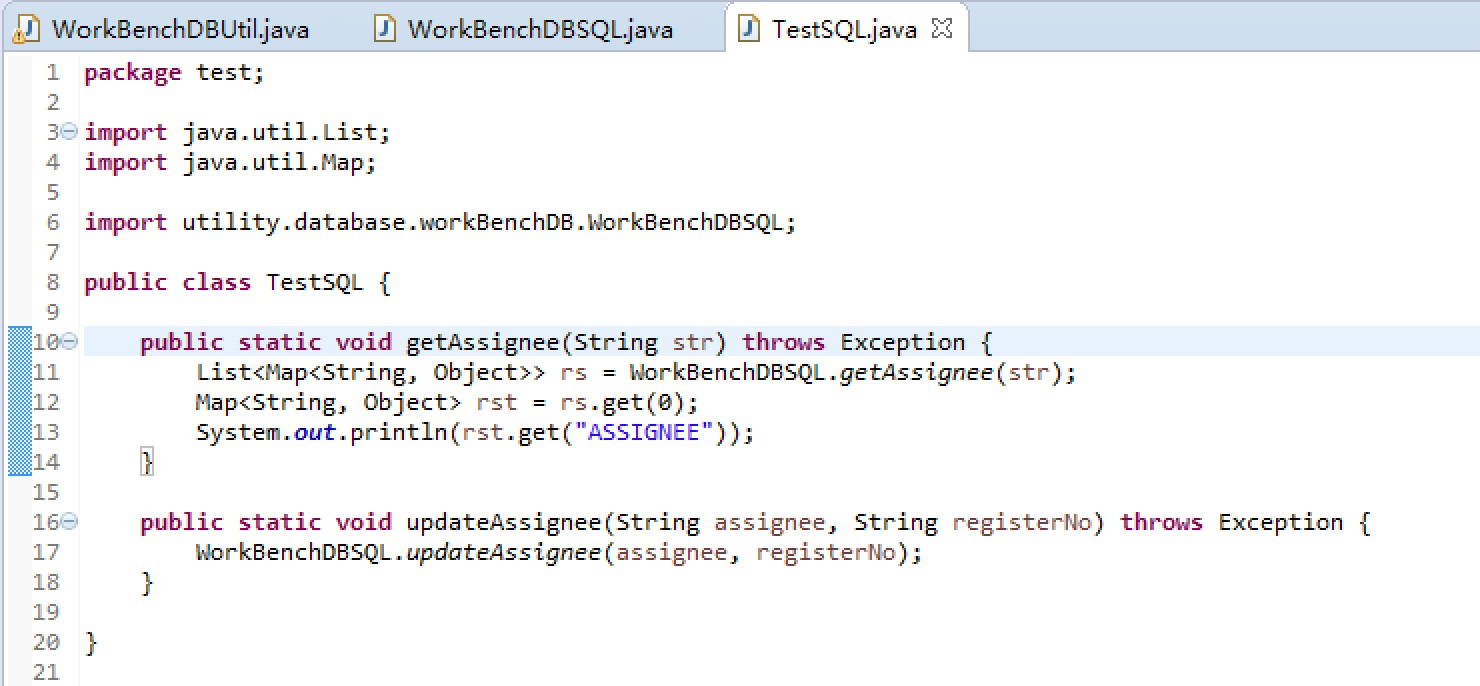 WorkBenchDBUtil.java WorkBenchDBSQL.java TestSQL.java
1 package test;
2
3 import java.util.List;
4 import java.util.Map;
5
6 import utility.database.workBenchDB.WorkBenchDBSQL;
7
8 public class TestSQL {
9
10 public static void getAssignee(String str) throws Exception {
11 List<Map<String, Object>> rs = WorkBenchDBSQL.getAssignee(str);
12 Map<String, Object> rst = rs.get(0);
13 System.out.println(rst.get("ASSIGNEE"));
14 }
15
16 public static void updateAssignee(String assignee, String registerNo) throws Exception {
17 WorkBenchDBSQL.updateAssignee(assignee, registerNo);
18 }
19
20 }
21